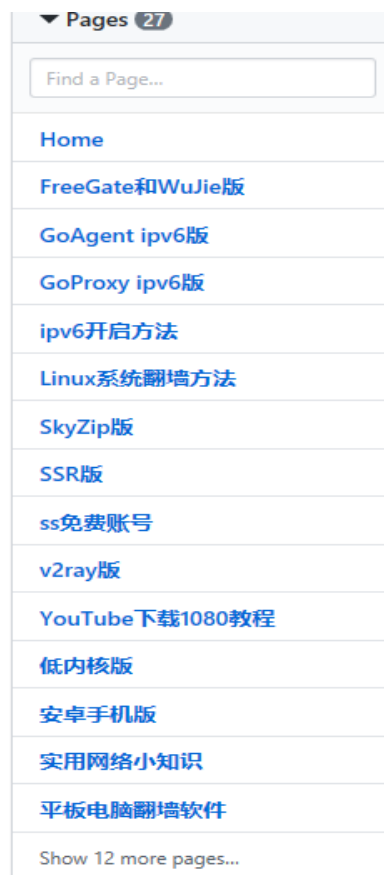 Pages 27
Find a Page...
Home
FreeGate和WuJie版
GoAgent ipv6版
GoProxy ipv6版
ipv6开启方法
Linux系统翻墙方法
SkyZip版
SSR版
ss免费账号
v2ray版
YouTube下载1080教程
低内核版
安卓手机版
实用网络小知识
平板电脑翻墙软件
Show 12 more pages...